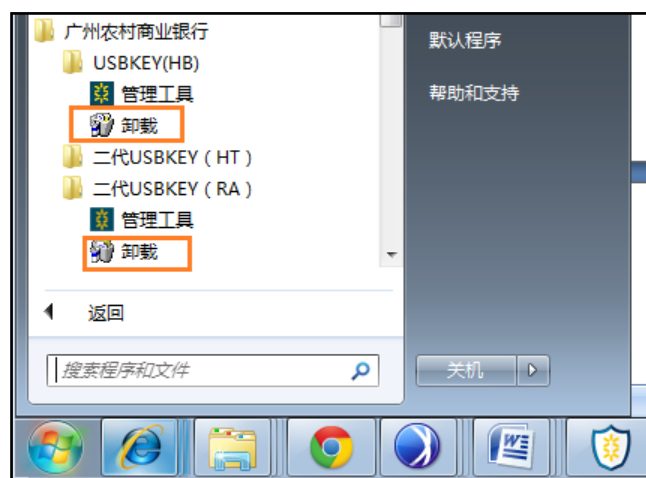 广州农村商业银行
USBKEY(HB)
管理工具
卸载
二代USBKEY（HT）
二代USBKEY（RA）
管理工具
卸载
返回
搜索程序和文件
默认程序
帮助和支持
关机